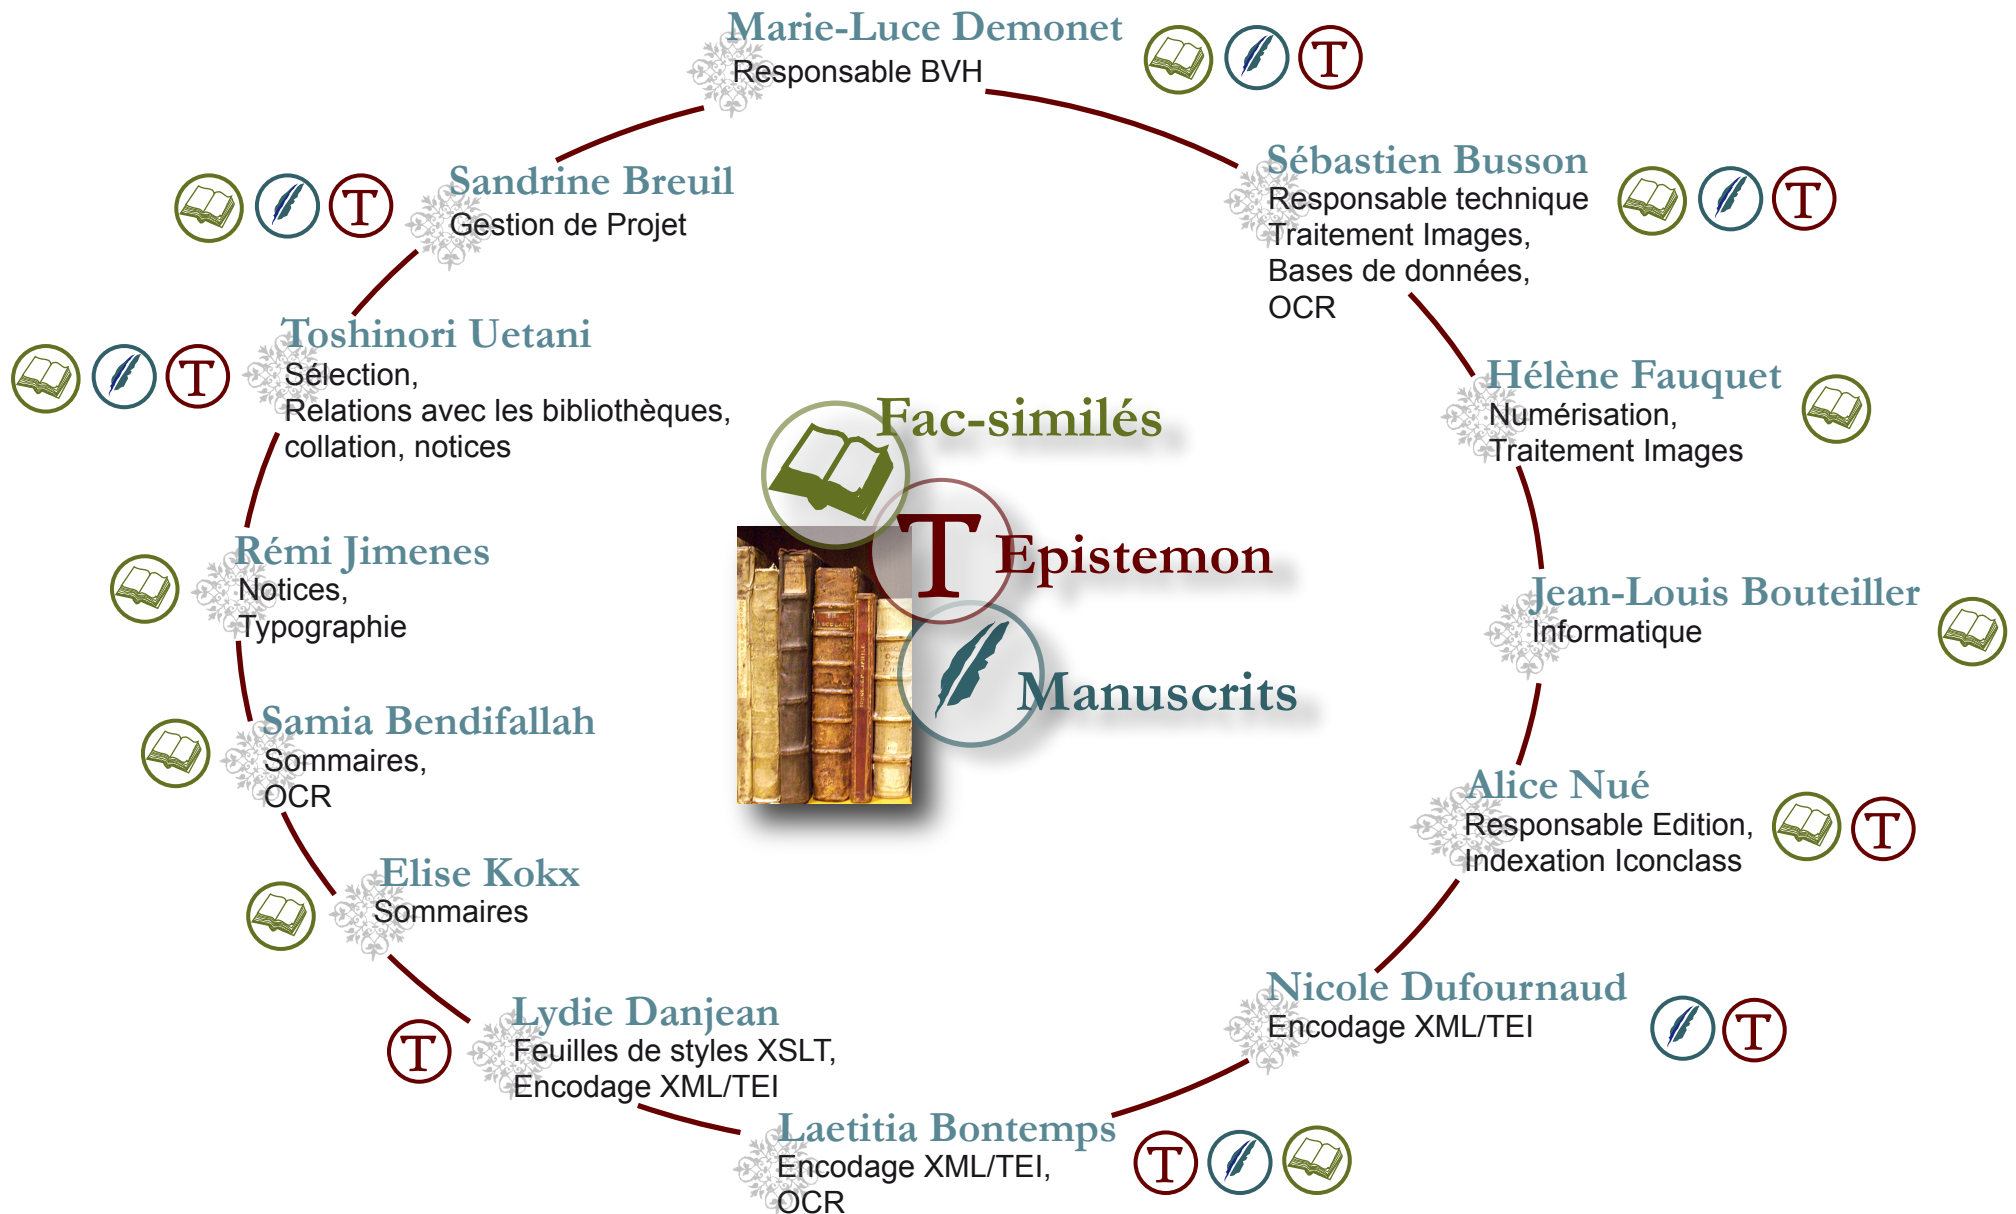 Marie-Luce Demonet
Responsable BVH
Sébastien Busson
Responsable technique
Traitement Images,
Bases de données,
OCR
Hélène Fauquet
Numérisation,
Traitement Images
Jean-Louis Bouteiller
Informatique
Alice Nué
Responsable Edition,
Indexation Iconclass
Nicole Dufournaud
Encodage XML/TEI
Laetitia Bontemps
Encodage XML/TEI,
OCR
Lydie Danjean
Feuilles de styles XSLT,
Encodage XML/TEI
Elise Kokx
Sommaires
Samia Bendifallah
Sommaires,
OCR
Rémi Jimenes
Notices,
Typographie
Toshinori Uetani
Sélection,
Relations avec les bibliothèques,
collation, notices
Sandrine Breuil
Gestion de Projet
Fac-similés
T Epistemon
Manuscrits
T
T
T
T
T
T
T
T